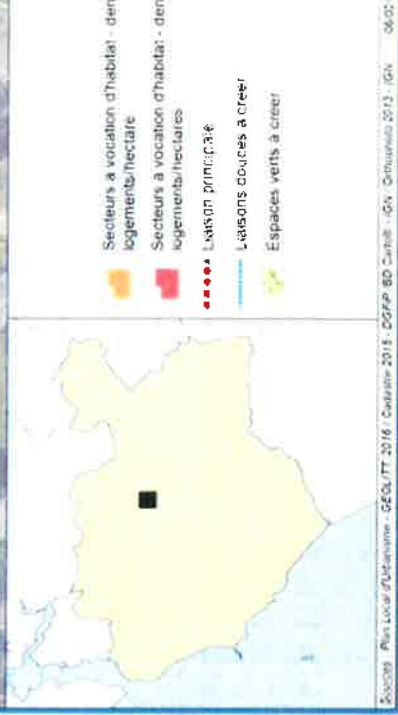 Secteurs à vocation d'habitat - den
logements/hectare
Secteurs à vocation d'habitat - den
logements/hectares
Liaison principale
Liaisons douces à créer
Espaces verts à créer
Sources : Plan Local d'Urbanisme - GEOLITT 2016 / Cadastre 2015 - DGFiP BD Carto® - IGN Orthophoto 2013 - IGN